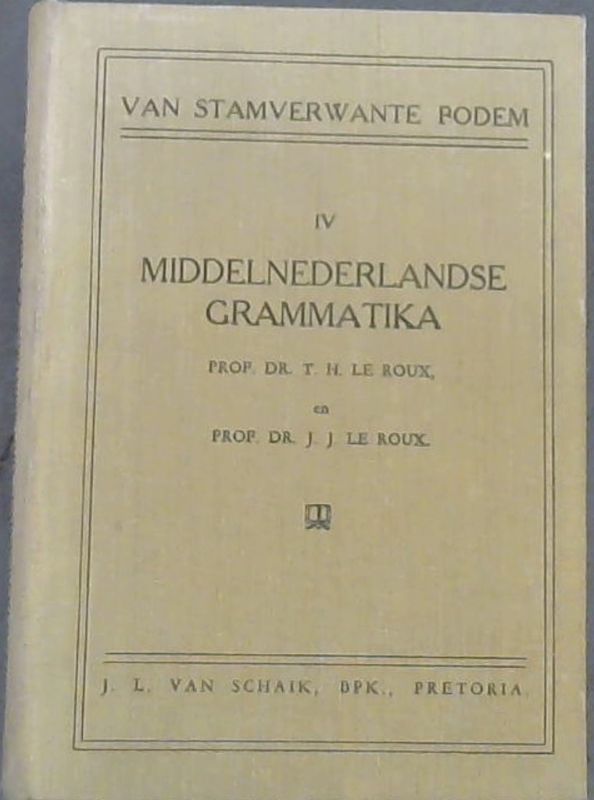 VAN STAMVERWANTE BODEM
IV
MIDDELNEDERLANDSE
GRAMMATIKA
PROF. DR. T. H. LE ROUX,
en
PROF. DR. J. J. LE ROUX.
J. L. VAN SCHAIK, BPK., PRETORIA.